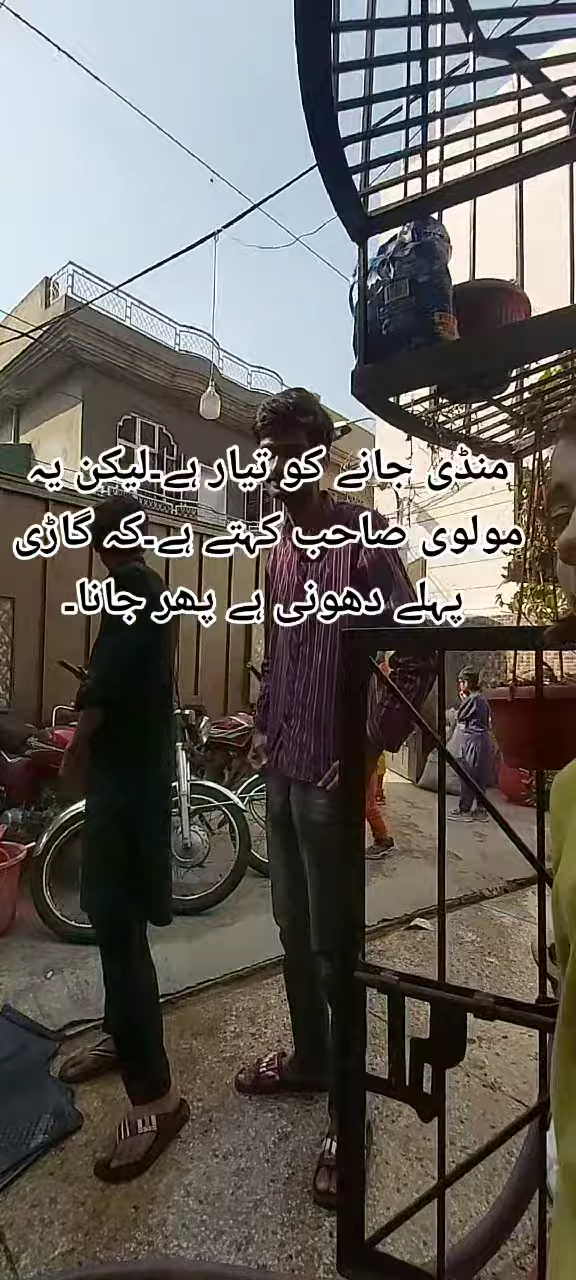 منڈی جانے کو تیار ہے۔لیکن یہ
مولوی صاحب کہتے ہے۔کہ گاڑی
پہلے دھونی ہے پھر جانا۔